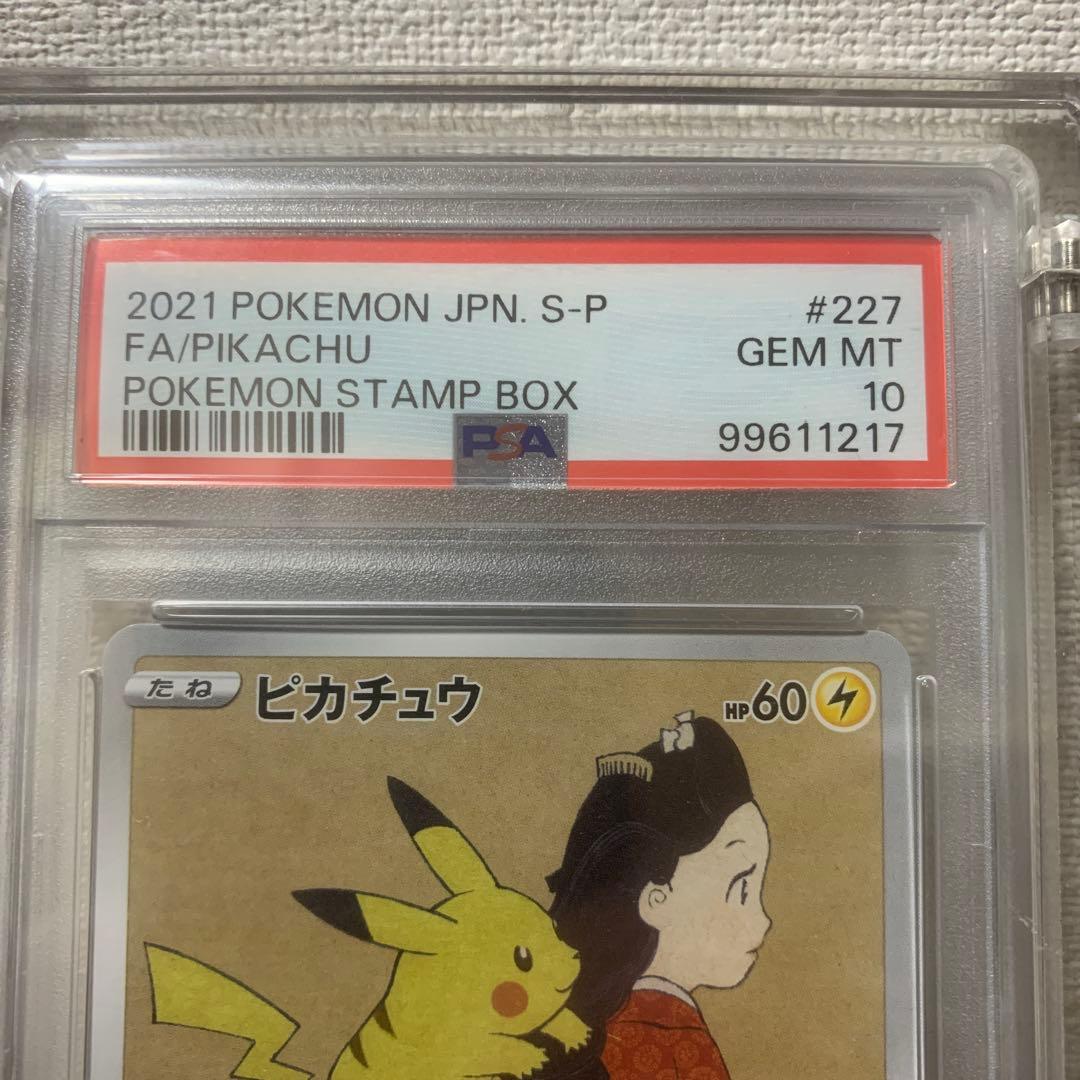 2021 POKEMON JPN. S-P #227
FA/PIKACHU GEM MT
POKEMON STAMP BOX 10
PSA 99611217
たね ピカチュウ HP60